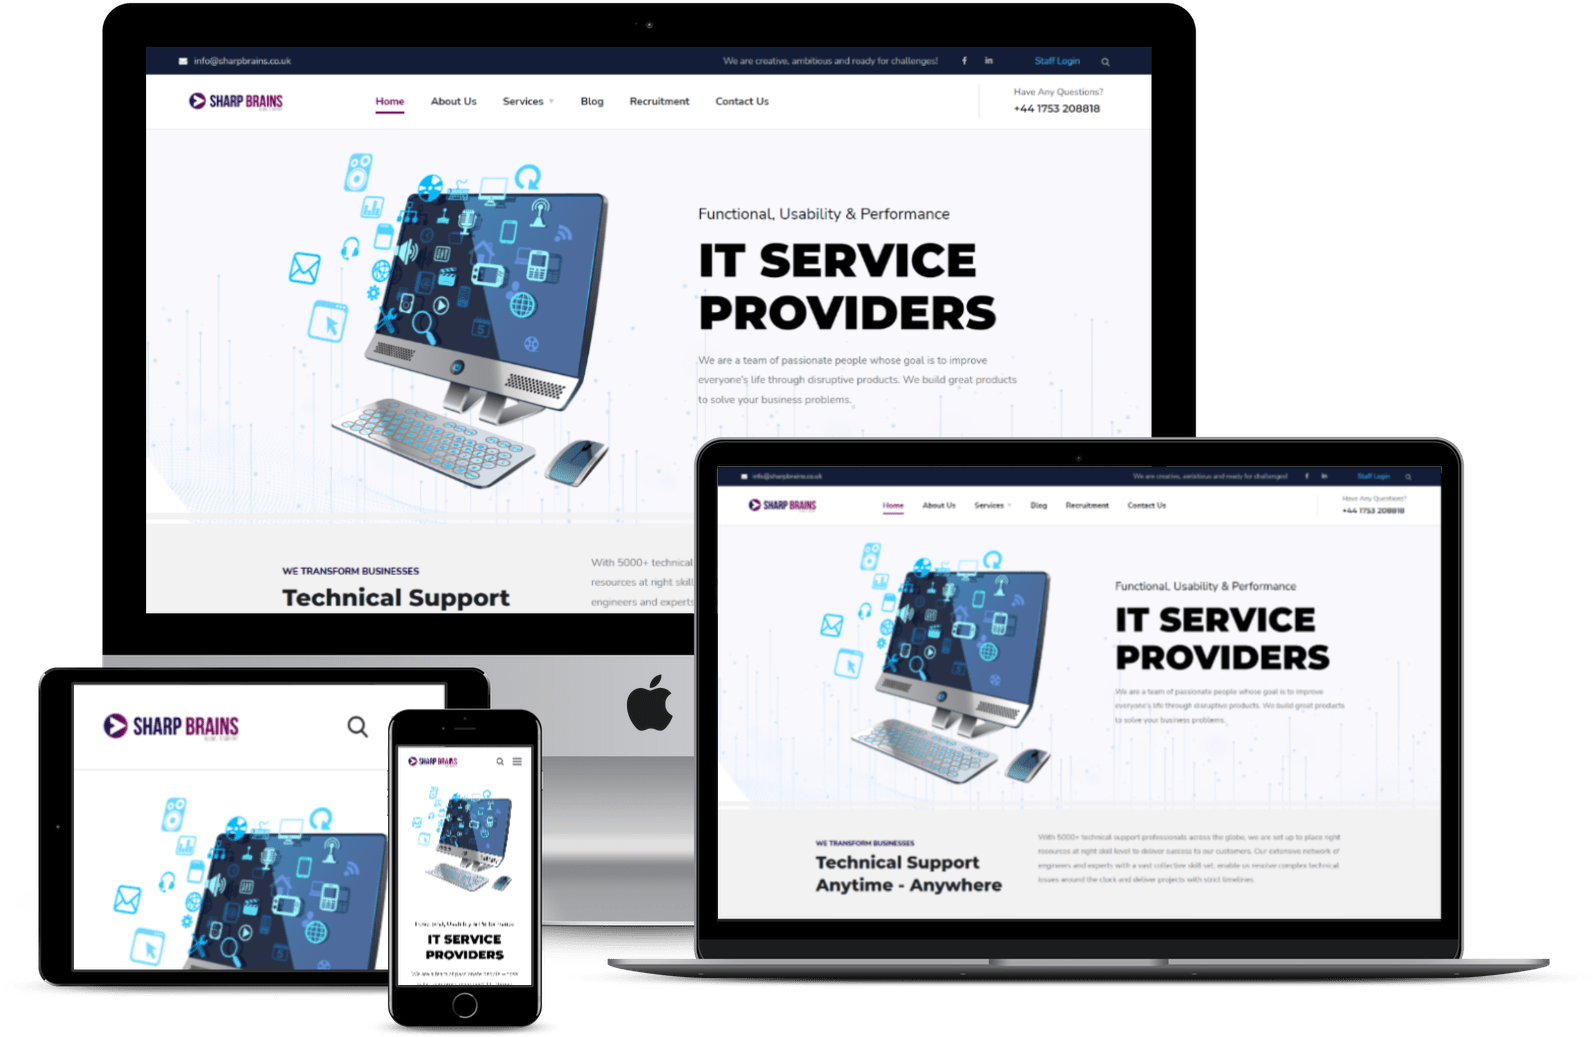 info@sharpbrains.co.uk
We are creative, ambitious and ready for challenges!
Staff Login
SHARP BRAINS
Home
About Us
Services
Blog
Recruitment
Contact Us
Have Any Questions?
+44 1753 208818
Functional, Usability & Performance
IT SERVICE
PROVIDERS
We are a team of passionate people whose goal is to improve
everyone's life through disruptive products. We build great products
to solve your business problems.
WE TRANSFORM BUSINESSES
Technical Support
With 5000+ technical
resources at right skill
engineers and experts
info@sharpbrains.co.uk
We are creative, ambitious and ready for challenges!
Staff Login
SHARP BRAINS
Home
About Us
Services
Blog
Recruitment
Contact Us
Have Any Questions?
+44 1753 208818
Functional, Usability & Performance
IT SERVICE
PROVIDERS
We are a team of passionate people whose goal is to improve
everyone's life through disruptive products. We build great products
to solve your business problems.
WE TRANSFORM BUSINESSES
Technical Support
Anytime - Anywhere
With 5000+ technical support professionals across the globe, we are set up to place right
resources at right skill level to deliver success to our customers. Our extensive network of
engineers and experts with a vast collective skill set, enable us resolve complex technical
issues around the clock and deliver projects with strict timelines.
SHARP BRAINS
SHARP BRAINS
Functional, Usability & Performance
IT SERVICE
PROVIDERS
We are a team of passionate people whose